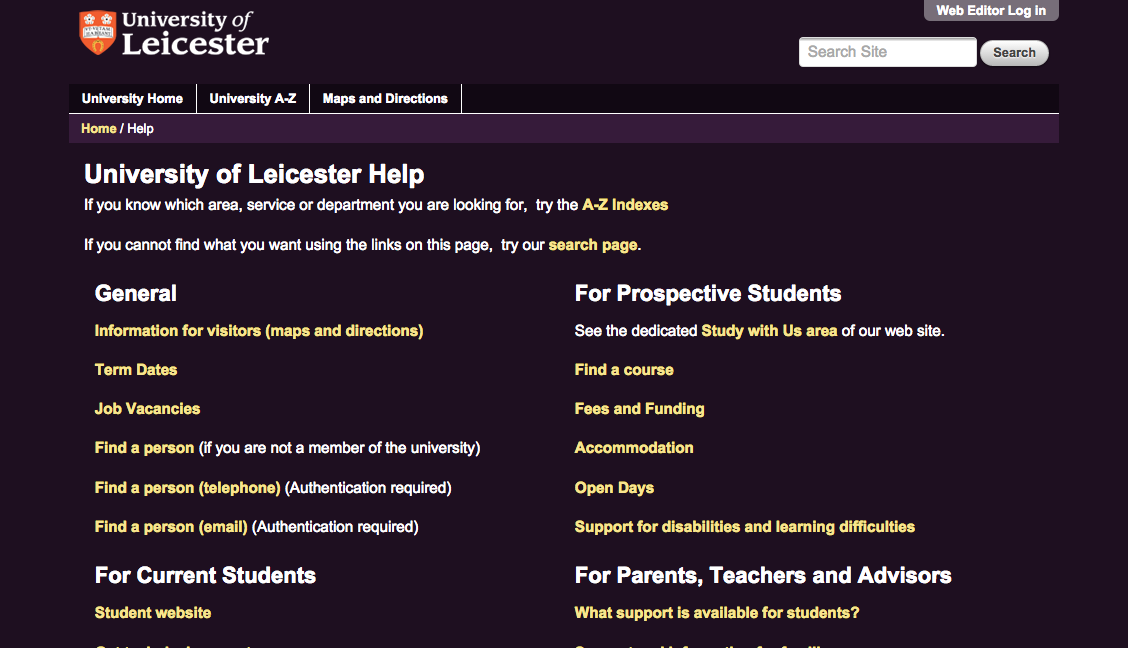 University of
Leicester
Web Editor Log In
Search Site
Search
University Home
University A-Z
Maps and Directions
Home / Help
University of Leicester Help
If you know which area, service or department you are looking for, try the A-Z Indexes
If you cannot find what you want using the links on this page, try our search page.
General
Information for visitors (maps and directions)
Term Dates
Job Vacancies
Find a person (if you are not a member of the university)
Find a person (telephone) (Authentication required)
Find a person (email) (Authentication required)
For Current Students
Student website
For Prospective Students
See the dedicated Study with Us area of our web site.
Find a course
Fees and Funding
Accommodation
Open Days
Support for disabilities and learning difficulties
For Parents, Teachers and Advisors
What support is available for students?